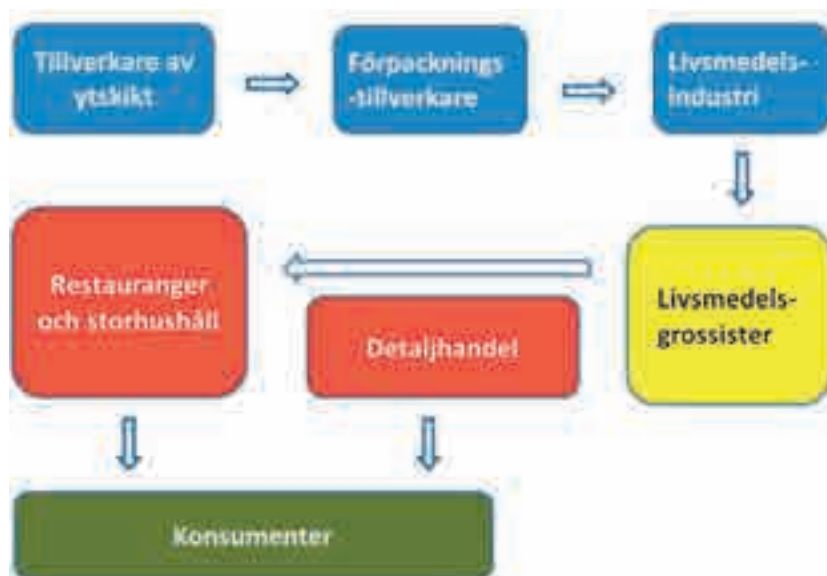 Tillverkare av
ytskikt
Förpacknings
-tillverkare
Livsmedels-
industri
Restauranger
och storhushåll
Detaljhandel
Livsmedels-
grossister
Konsumenter